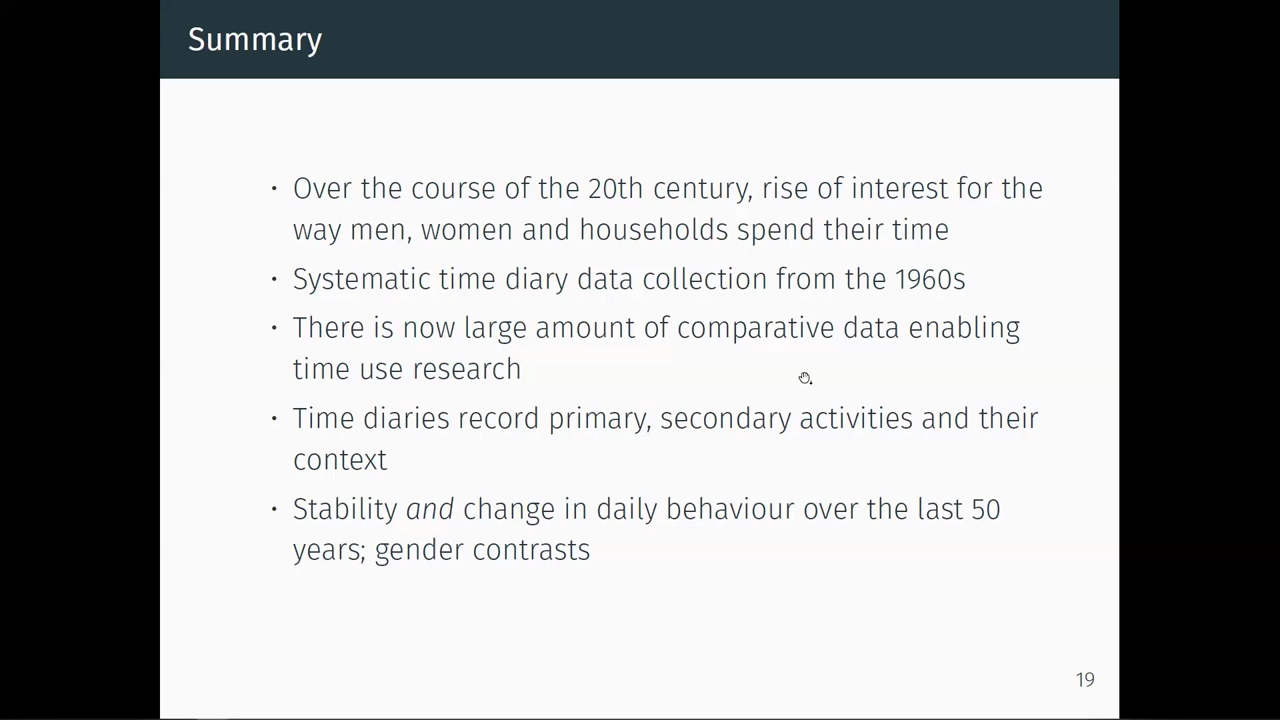 Summary
• Over the course of the 20th century, rise of interest for the
way men, women and households spend their time
• Systematic time diary data collection from the 1960s
• There is now large amount of comparative data enabling
time use research
• Time diaries record primary, secondary activities and their
context
• Stability and change in daily behaviour over the last 50
years; gender contrasts
19